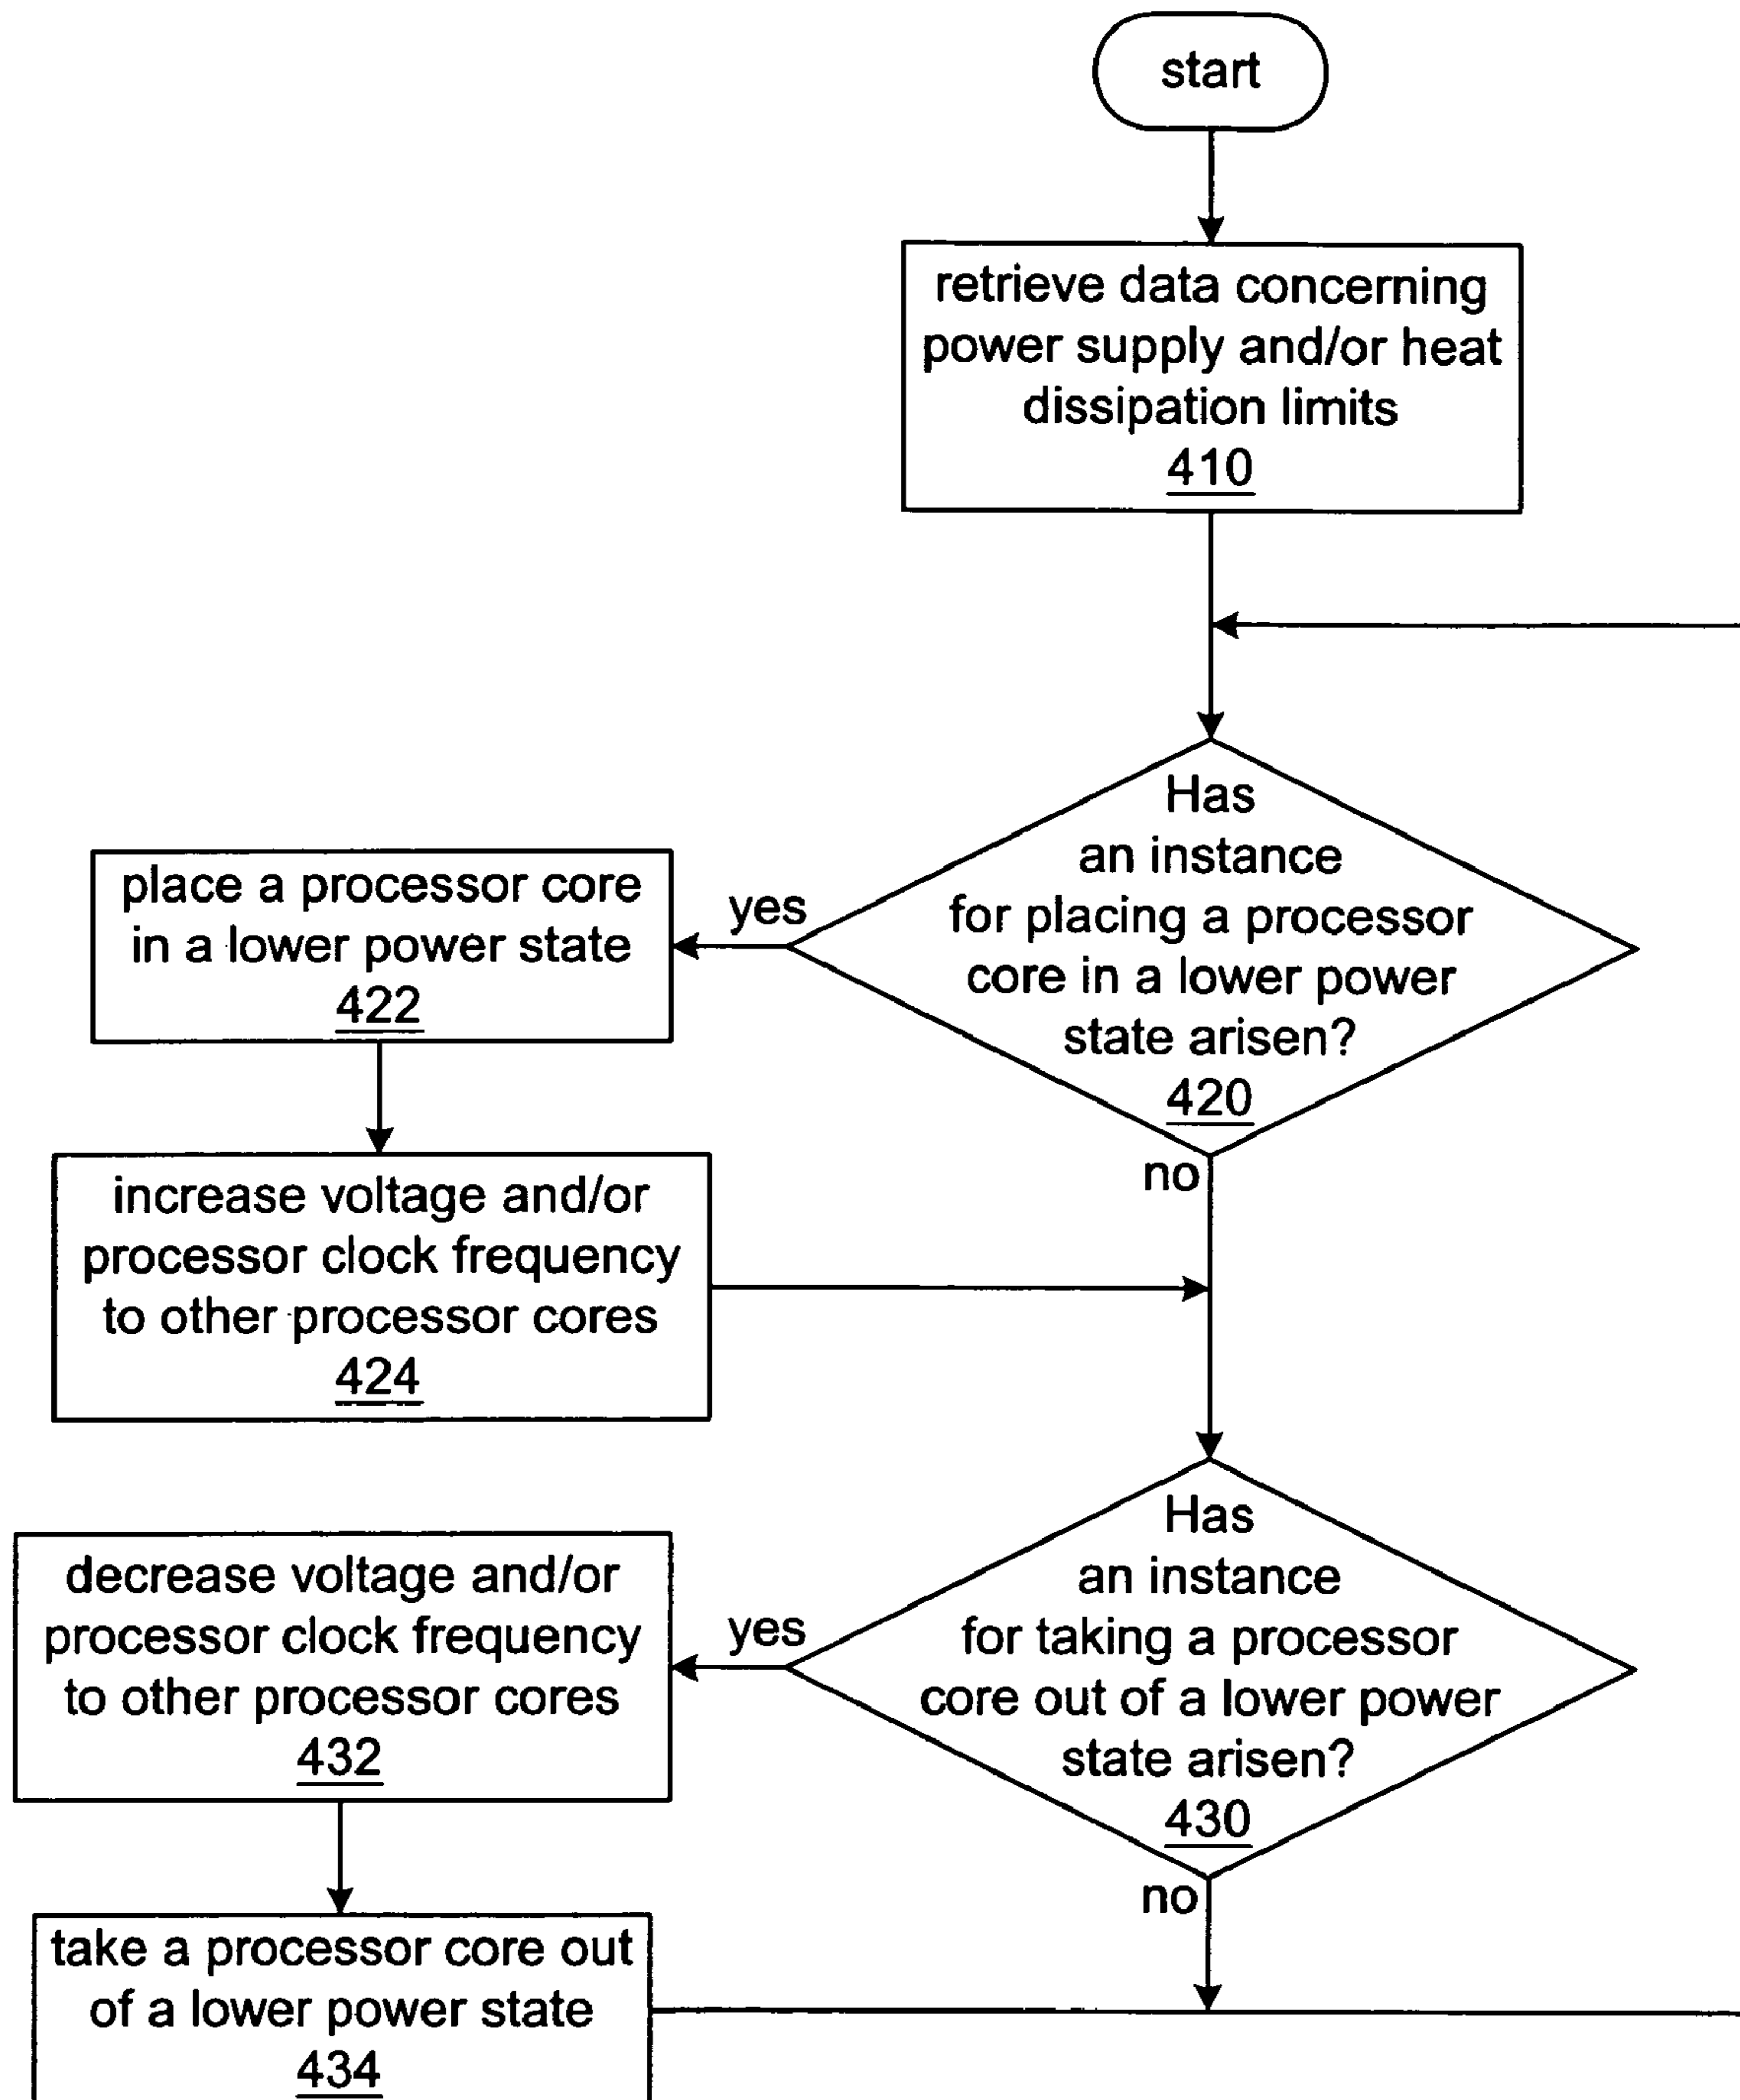 start
retrieve data concerning
power supply and/or heat
dissipation limits
410
Has
an instance
for placing a processor
core in a lower power
state arisen?
420
yes
place a processor core
in a lower power state
422
no
increase voltage and/or
processor clock frequency
to other processor cores
424
Has
an instance
for taking a processor
core out of a lower power
state arisen?
430
yes
decrease voltage and/or
processor clock frequency
to other processor cores
432
no
take a processor core out
of a lower power state
434